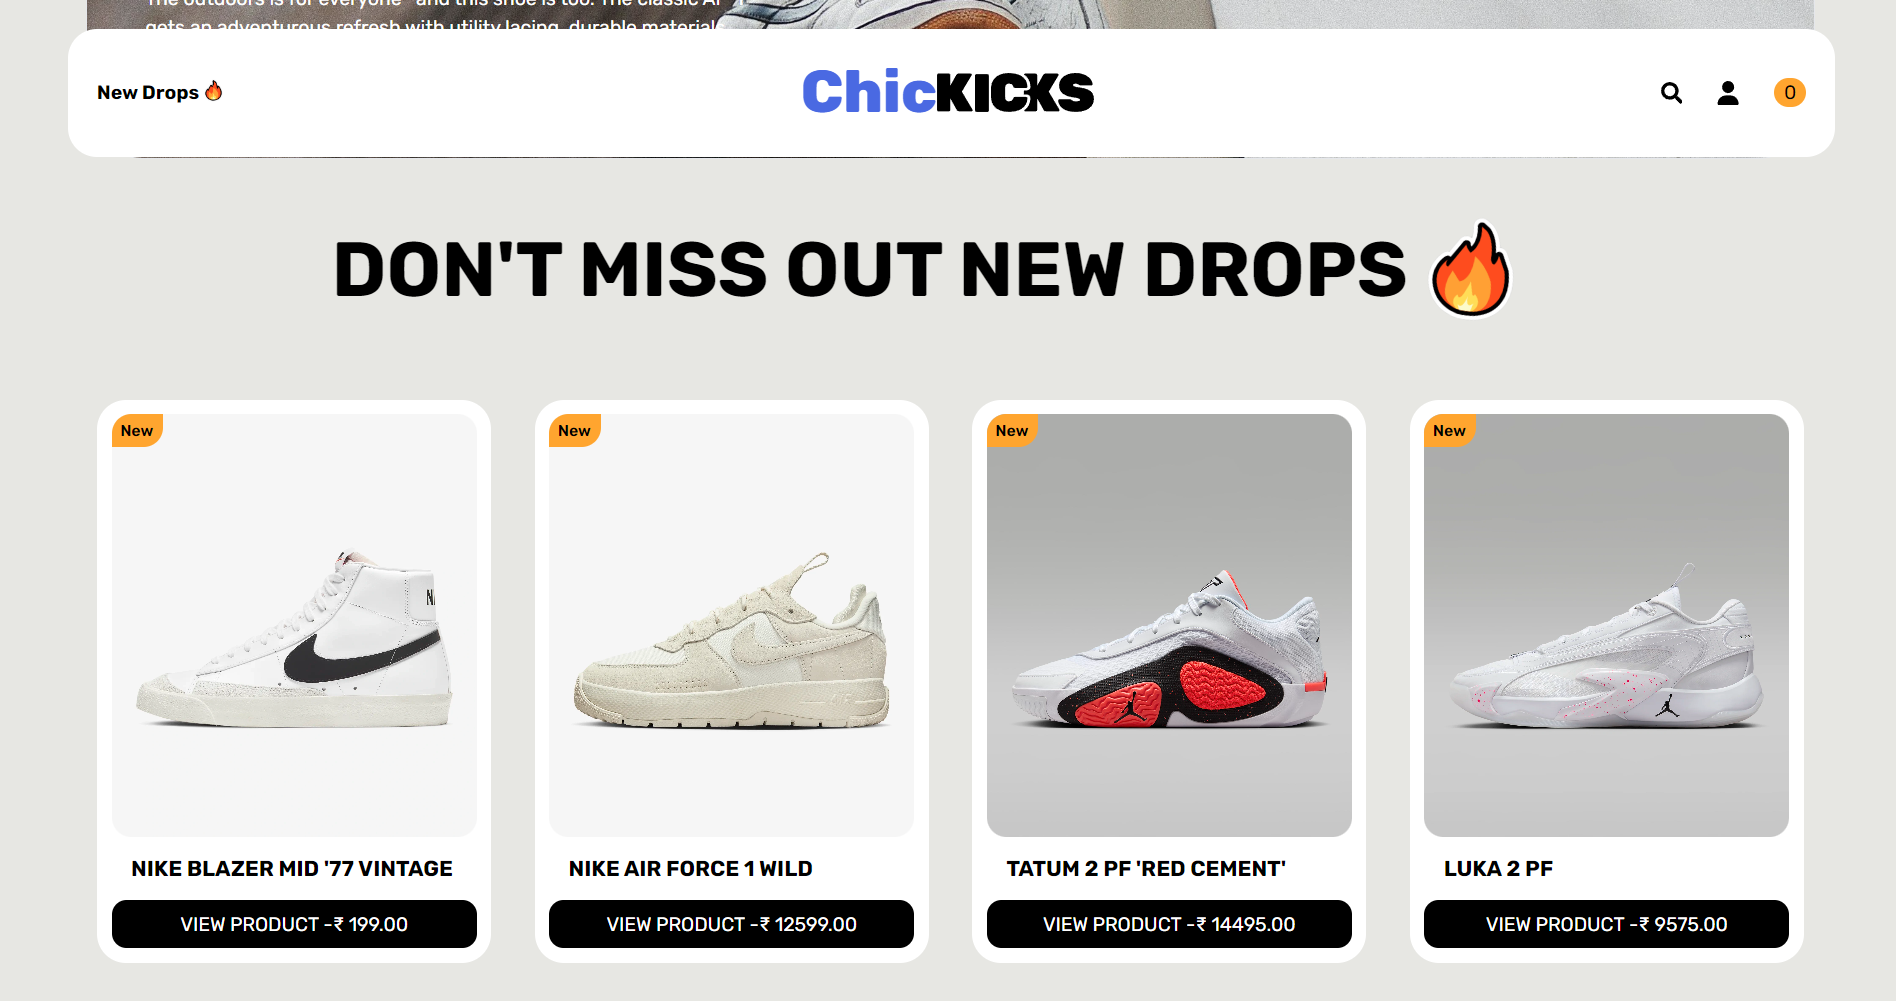 The outdoors is for everyone—and this shoe is too. The classic AF
gets an adventurous refresh with utility lacing, durable materials
New Drops 🔥
ChicKICKS
0
DON'T MISS OUT NEW DROPS 🔥
New
New
New
New
NIKE BLAZER MID '77 VINTAGE
NIKE AIR FORCE 1 WILD
TATUM 2 PF 'RED CEMENT'
LUKA 2 PF
VIEW PRODUCT -₹ 199.00
VIEW PRODUCT -₹ 12599.00
VIEW PRODUCT -₹ 14495.00
VIEW PRODUCT -₹ 9575.00